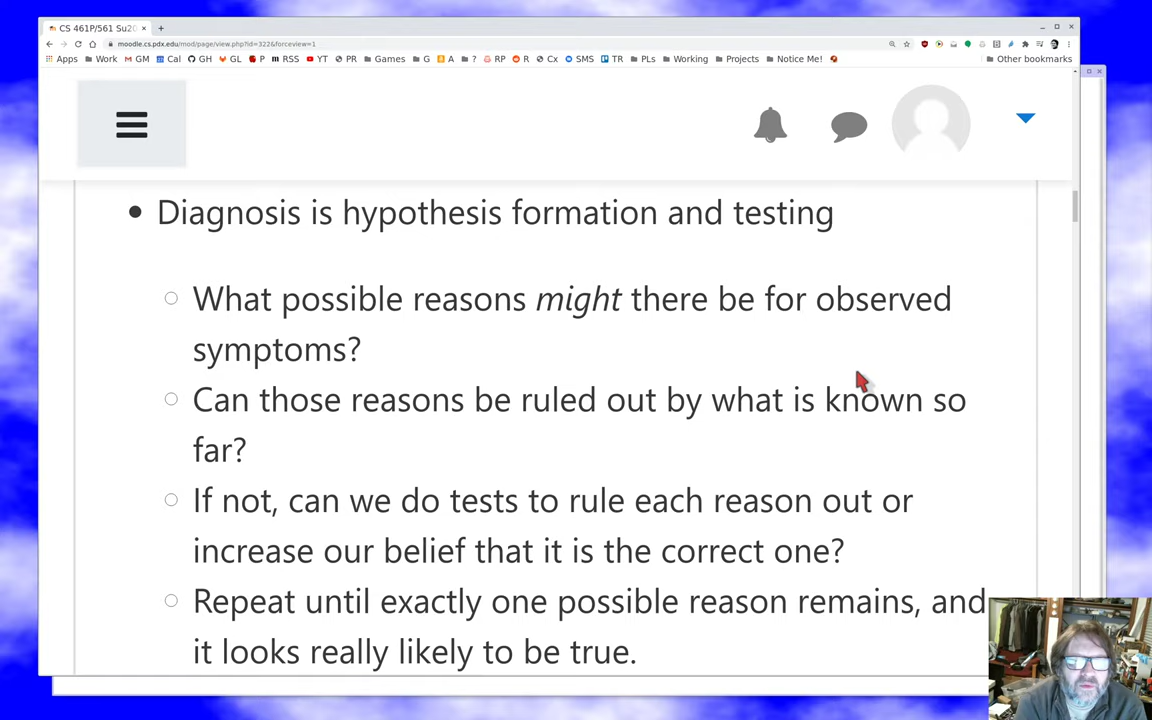 CS 461P/561 Su20
moodle.cs.pdx.edu/mod/page/view.php?id=322&forceview=1
Apps Work GM Cal GH GL P RSS YT PR Games G A ? RP R Cx SMS TR PLs Working Projects Notice Me! Other bookmarks
• Diagnosis is hypothesis formation and testing
○ What possible reasons might there be for observed
symptoms?
○ Can those reasons be ruled out by what is known so
far?
○ If not, can we do tests to rule each reason out or
increase our belief that it is the correct one?
○ Repeat until exactly one possible reason remains, and
it looks really likely to be true.